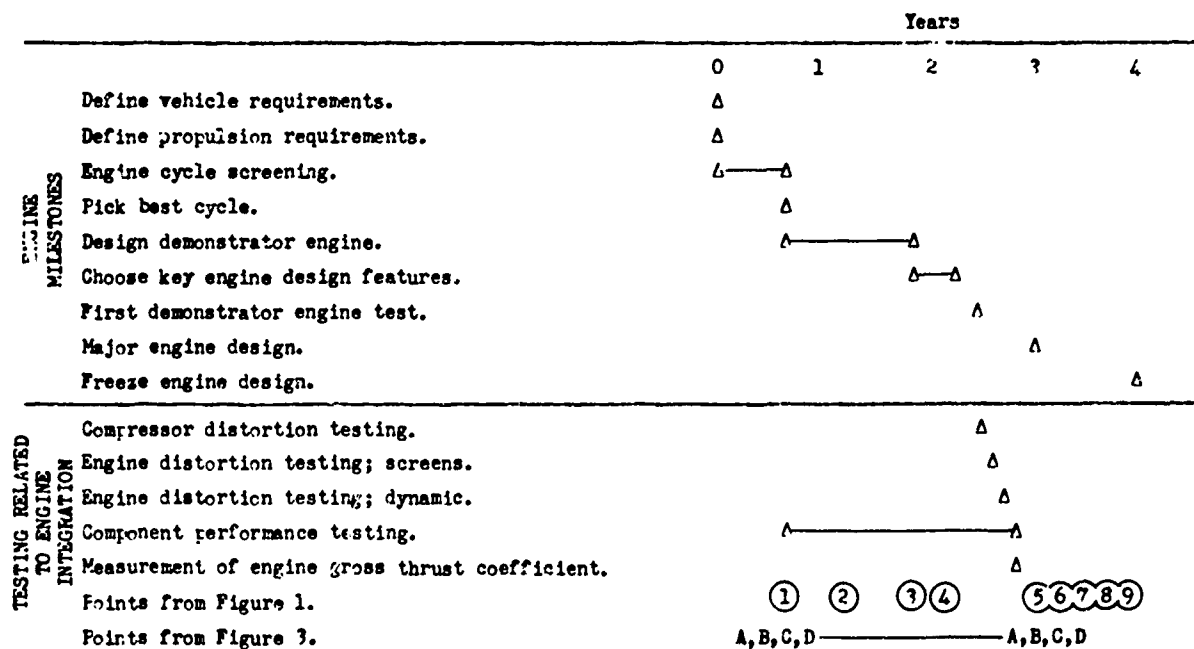 Years
0 1 2 3 4
ENGINE MILESTONES
Define vehicle requirements.
Define propulsion requirements.
Engine cycle screening.
Pick best cycle.
Design demonstrator engine.
Choose key engine design features.
First demonstrator engine test.
Major engine design.
Freeze engine design.
TESTING RELATED
TO ENGINE
INTEGRATION
Compressor distortion testing.
Engine distortion testing; screens.
Engine distortion testing; dynamic.
Component performance testing.
Measurement of engine gross thrust coefficient.
Points from Figure 1. 1 2 3 4 5 6 7 8 9
Points from Figure 3. A,B,C,D A,B,C,D